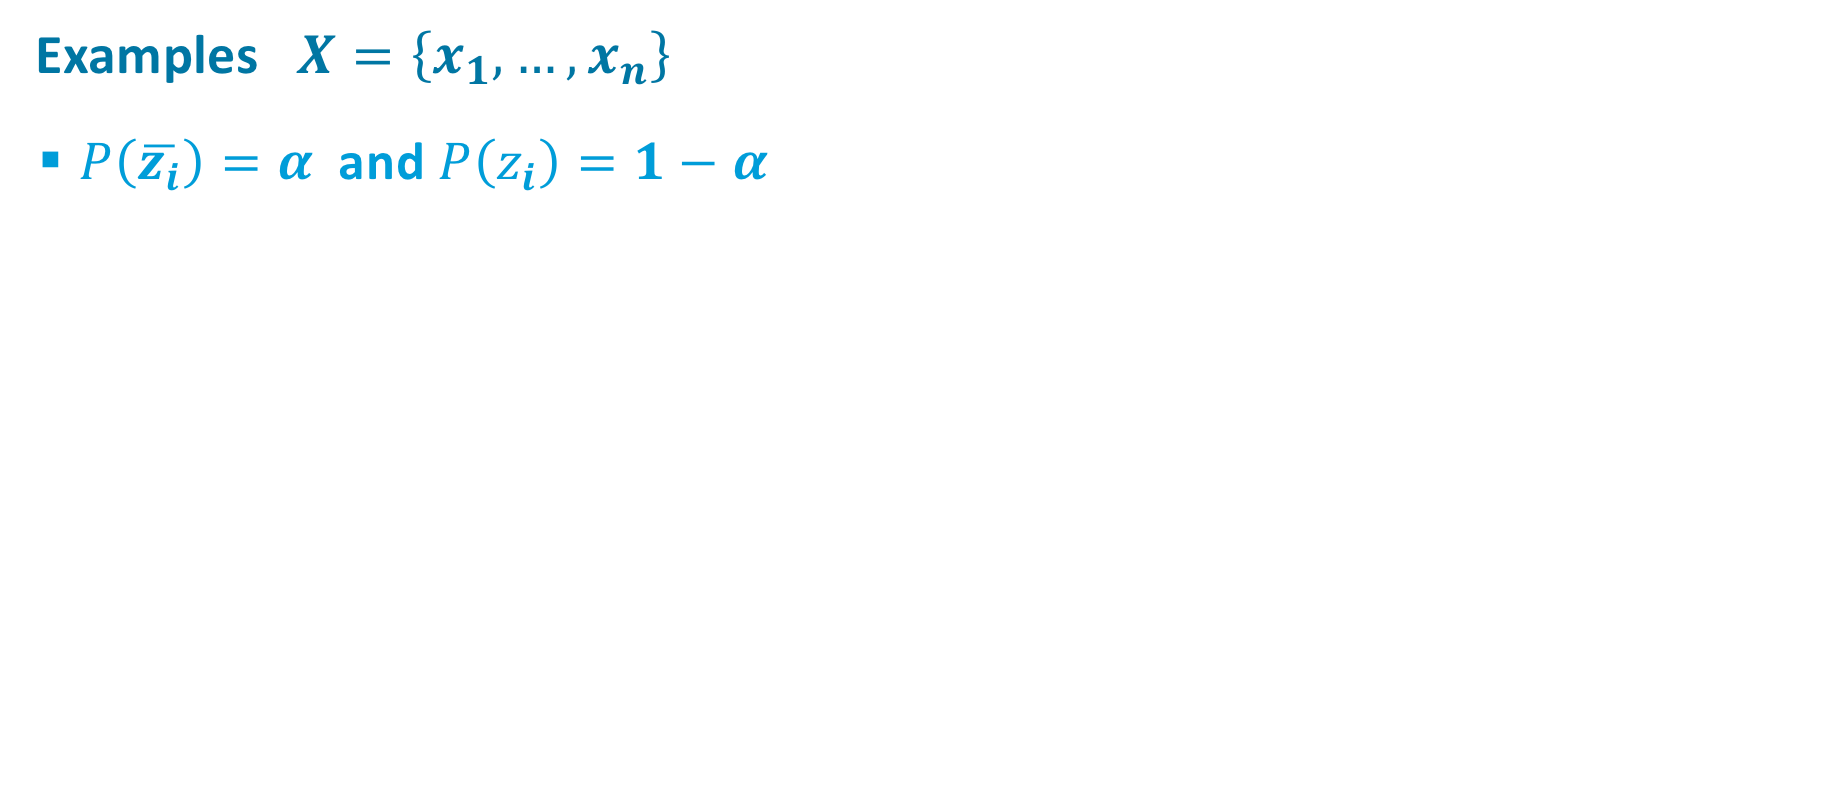 Examples X = {x₁, … , xₙ}
▪ P(z̅ᵢ) = α and P(zᵢ) = 1 − α